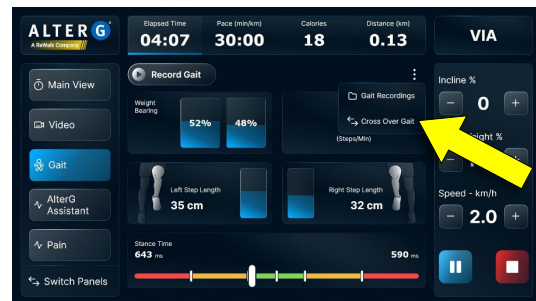 ALTER G
A ReWalk Company
Elapsed Time
04:07
Pace (min/km)
30:00
Calories
18
Distance (km)
0.13
VIA
Main View
Video
Gait
AlterG
Assistant
Pain
Switch Panels
Record Gait
Gait Recordings
Cross Over Gait
Weight
Bearing
52%
48%
(Steps/Min)
Left Step Length
35 cm
Right Step Length
32 cm
Stance Time
643 ms
590 ms
Incline %
0
%
Speed - km/h
2.0